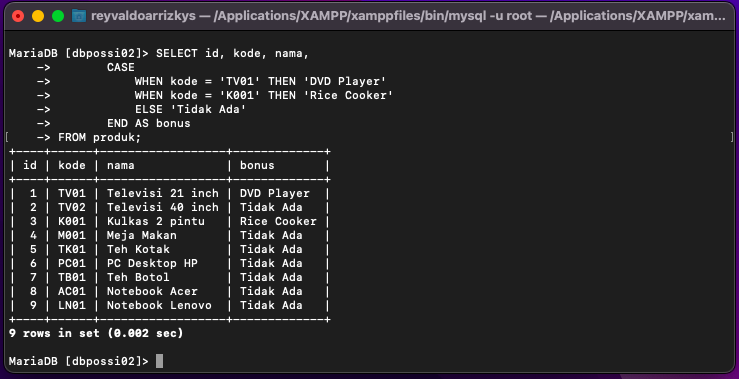 reyvaldoarrizkys — /Applications/XAMPP/xamppfiles/bin/mysql -u root — /Applications/XAMPP/xam...
MariaDB [dbpossi02]> SELECT id, kode, nama,
    ->        CASE
    ->            WHEN kode = 'TV01' THEN 'DVD Player'
    ->            WHEN kode = 'K001' THEN 'Rice Cooker'
    ->            ELSE 'Tidak Ada'
    ->        END AS bonus
[    -> FROM produk;                                                                                       ]
+----+------+------------------+-------------+
| id | kode | nama             | bonus       |
+----+------+------------------+-------------+
|  1 | TV01 | Televisi 21 inch | DVD Player  |
|  2 | TV02 | Televisi 40 inch | Tidak Ada   |
|  3 | K001 | Kulkas 2 pintu   | Rice Cooker |
|  4 | M001 | Meja Makan       | Tidak Ada   |
|  5 | TK01 | Teh Kotak        | Tidak Ada   |
|  6 | PC01 | PC Desktop HP    | Tidak Ada   |
|  7 | TB01 | Teh Botol        | Tidak Ada   |
|  8 | AC01 | Notebook Acer    | Tidak Ada   |
|  9 | LN01 | Notebook Lenovo  | Tidak Ada   |
+----+------+------------------+-------------+
9 rows in set (0.002 sec)
MariaDB [dbpossi02]>